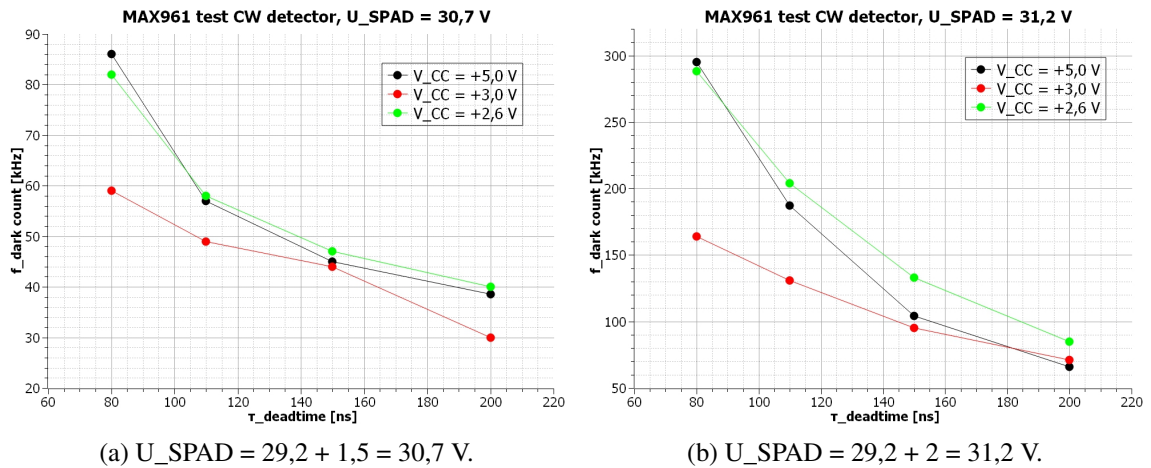 MAX961 test CW detector, U_SPAD = 30,7 V
90
80
70
60
50
40
30
20
f_dark count [kHz]
V_CC = +5,0 V
V_CC = +3,0 V
V_CC = +2,6 V
60 80 100 120 140 160 180 200 220
τ_deadtime [ns]
(a) U_SPAD = 29,2 + 1,5 = 30,7 V.
MAX961 test CW detector, U_SPAD = 31,2 V
300
250
200
150
100
50
f_dark count [kHz]
V_CC = +5,0 V
V_CC = +3,0 V
V_CC = +2,6 V
60 80 100 120 140 160 180 200 220
τ_deadtime [ns]
(b) U_SPAD = 29,2 + 2 = 31,2 V.